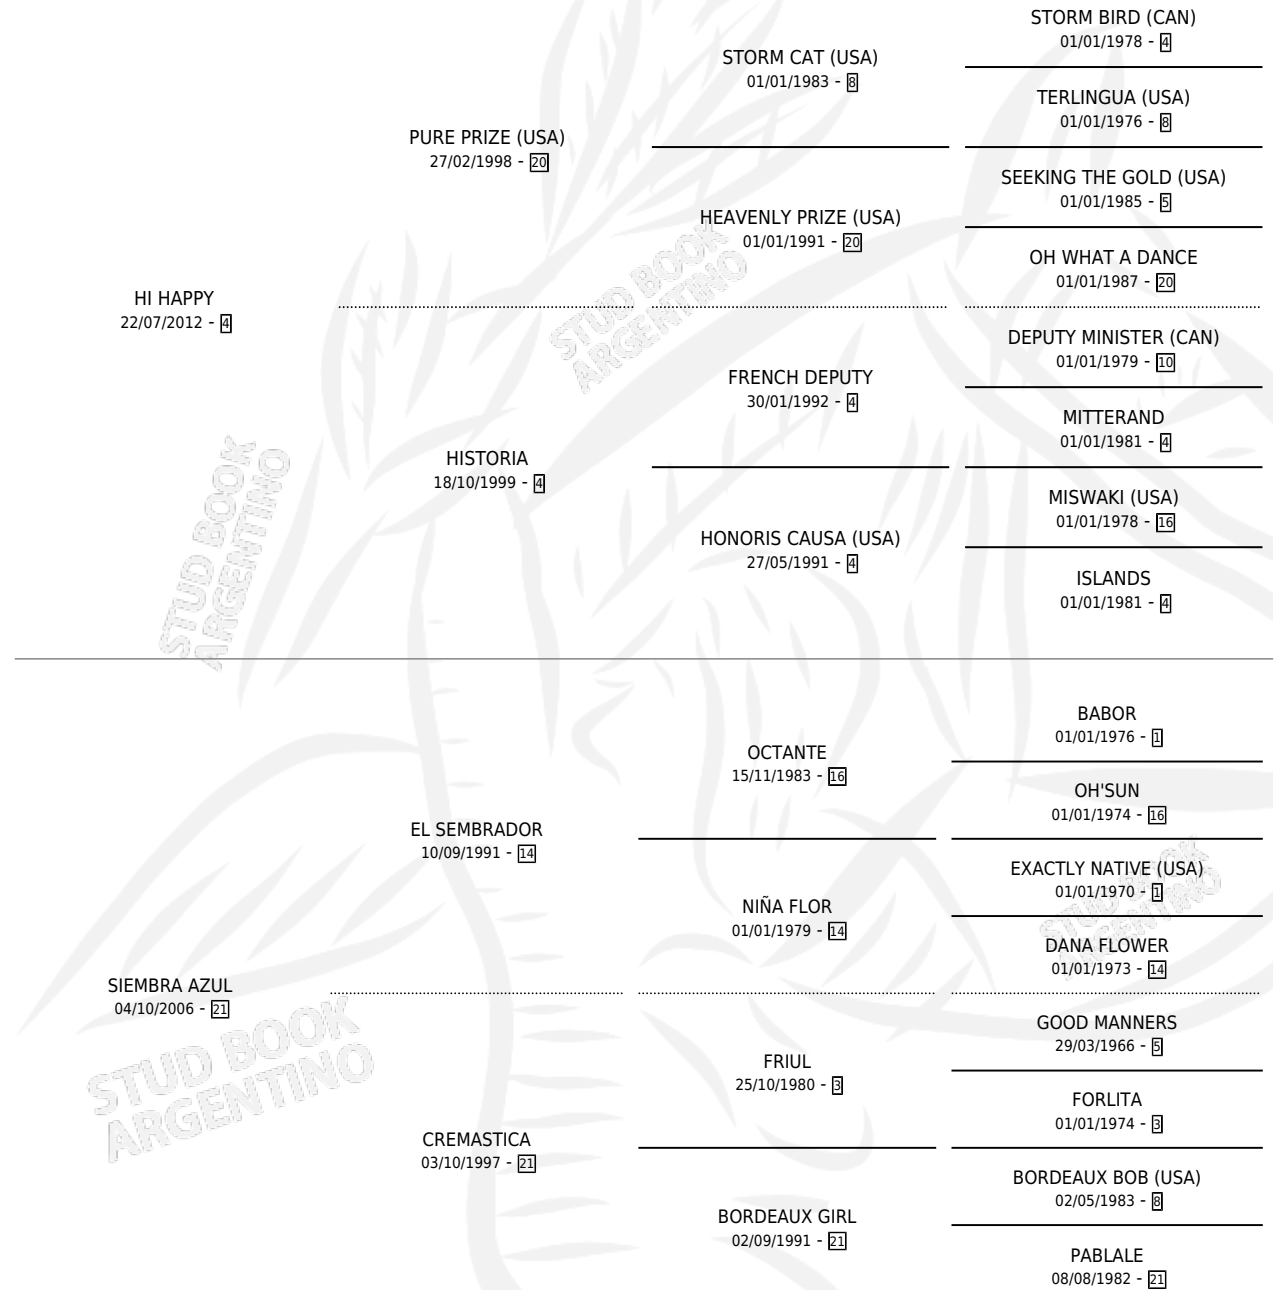 STORM BIRD (CAN)
01/01/1978 - 4
STORM CAT (USA)
01/01/1983 - 8
TERLINGUA (USA)
01/01/1976 - 8
PURE PRIZE (USA)
27/02/1998 - 20
SEEKING THE GOLD (USA)
01/01/1985 - 5
HEAVENLY PRIZE (USA)
01/01/1991 - 20
OH WHAT A DANCE
01/01/1987 - 20
HI HAPPY
22/07/2012 - 4
DEPUTY MINISTER (CAN)
01/01/1979 - 10
FRENCH DEPUTY
30/01/1992 - 4
MITTERAND
01/01/1981 - 4
HISTORIA
18/10/1999 - 4
MISWAKI (USA)
01/01/1978 - 16
HONORIS CAUSA (USA)
27/05/1991 - 4
ISLANDS
01/01/1981 - 4
STUD BOOK
ARGENTINO
STUD BOOK
ARGENTINO
BABOR
01/01/1976 - 1
OCTANTE
15/11/1983 - 16
OH'SUN
01/01/1974 - 16
EL SEMBRADOR
10/09/1991 - 14
EXACTLY NATIVE (USA)
01/01/1970 - 1
NIÑA FLOR
01/01/1979 - 14
DANA FLOWER
01/01/1973 - 14
SIEMBRA AZUL
04/10/2006 - 21
GOOD MANNERS
29/03/1966 - 5
FRIUL
25/10/1980 - 3
FORLITA
01/01/1974 - 3
CREMASTICA
03/10/1997 - 21
BORDEAUX BOB (USA)
02/05/1983 - 8
BORDEAUX GIRL
02/09/1991 - 21
PABLALE
08/08/1982 - 21
STUD BOOK
ARGENTINO
STUD BOOK
ARGENTINO